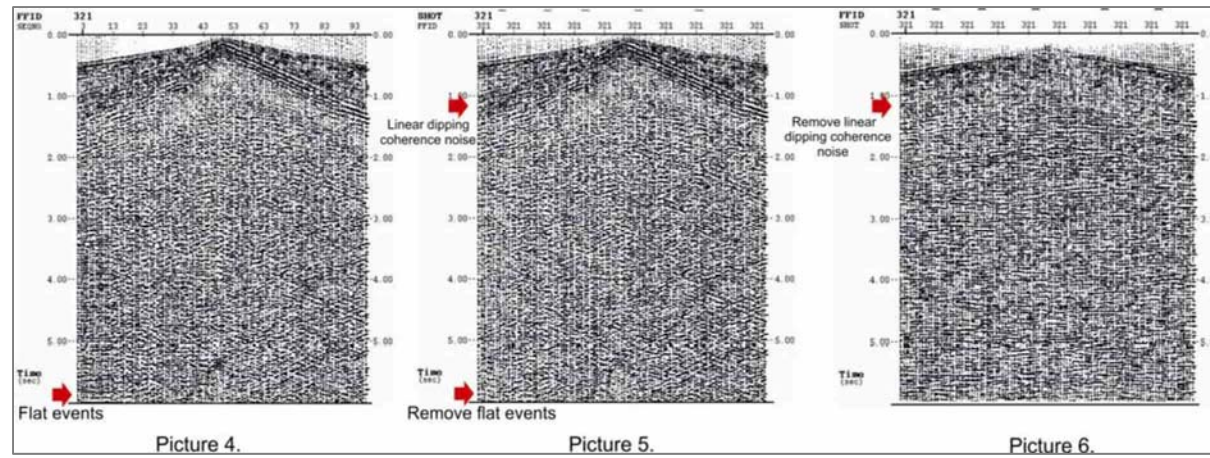 FFID 321
SEQNO 3 13 23 33 43 53 63 73 83 93
0.00 0.00
1.00 1.00
2.00 2.00
3.00 3.00
4.00 4.00
5.00 5.00
Time
(sec)
Flat events
Picture 4.
SHOT 321
FFID 321 321 321 321 321 321 321 321 321 321
0.00 0.00
1.00
Linear dipping
coherence noise
2.00 2.00
3.00 3.00
4.00 4.00
5.00 5.00
Time
(sec)
Remove flat events
Picture 5.
FFID 321
SHOT 321 321 321 321 321 321 321 321 321 321
0.00
1.00
Remove linear
dipping coherence
noise
2.00
3.00
4.00
5.00
Time
(sec)
Picture 6.